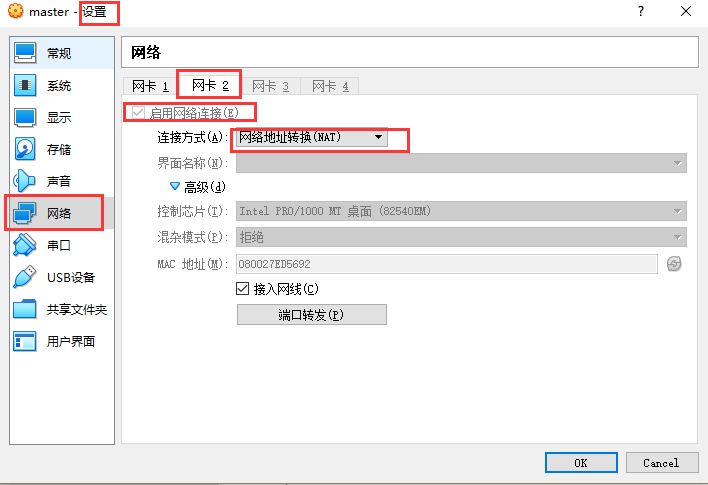 master - 设置
?
常规
系统
显示
存储
声音
网络
串口
USB设备
共享文件夹
用户界面
网络
网卡 1 网卡 2 网卡 3 网卡 4
启用网络连接(E)
连接方式(A): 网络地址转换(NAT)
界面名称(N):
高级(d)
控制芯片(T): Intel PRO/1000 MT 桌面 (82540EM)
混杂模式(P): 拒绝
MAC 地址(M): 080027ED5692
接入网线(C)
端口转发(P)
OK Cancel